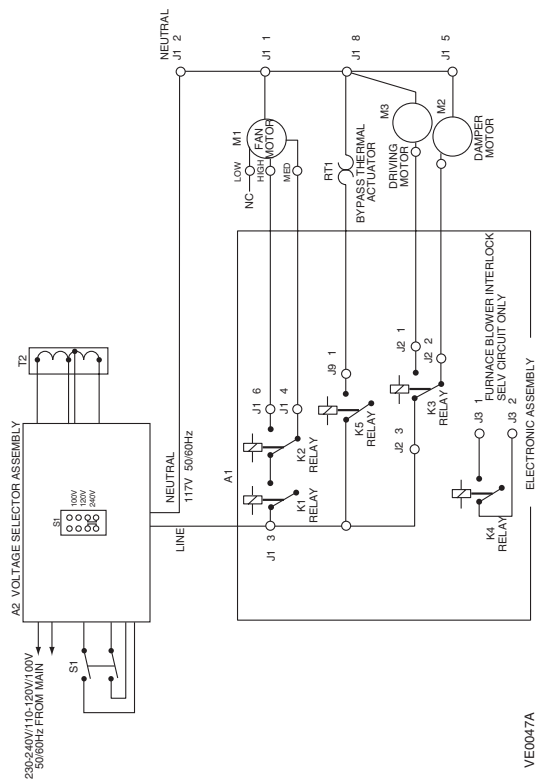 A2 VOLTAGE SELECTOR ASSEMBLY
230-240V/110-120V/100V
50/60Hz FROM MAIN
S1
S1
100V
120V
240V
T2
LINE
NEUTRAL
117V 50/60Hz
NEUTRAL
J1 2
J1 1
J1 8
J1 5
M1
FAN
MOTOR
LOW
HIGH
MED
NC
RT1
BYPASS THERMAL
ACTUATOR
M3
DRIVING
MOTOR
M2
DAMPER
MOTOR
A1
J1 3
K1
RELAY
K2
RELAY
J1 6
J1 4
K5
RELAY
J9 1
J2 3
K3
RELAY
J2 1
J2 2
K4
RELAY
J3 1
J3 2
FURNACE BLOWER INTERLOCK
SELV CIRCUIT ONLY
ELECTRONIC ASSEMBLY
VE0047A